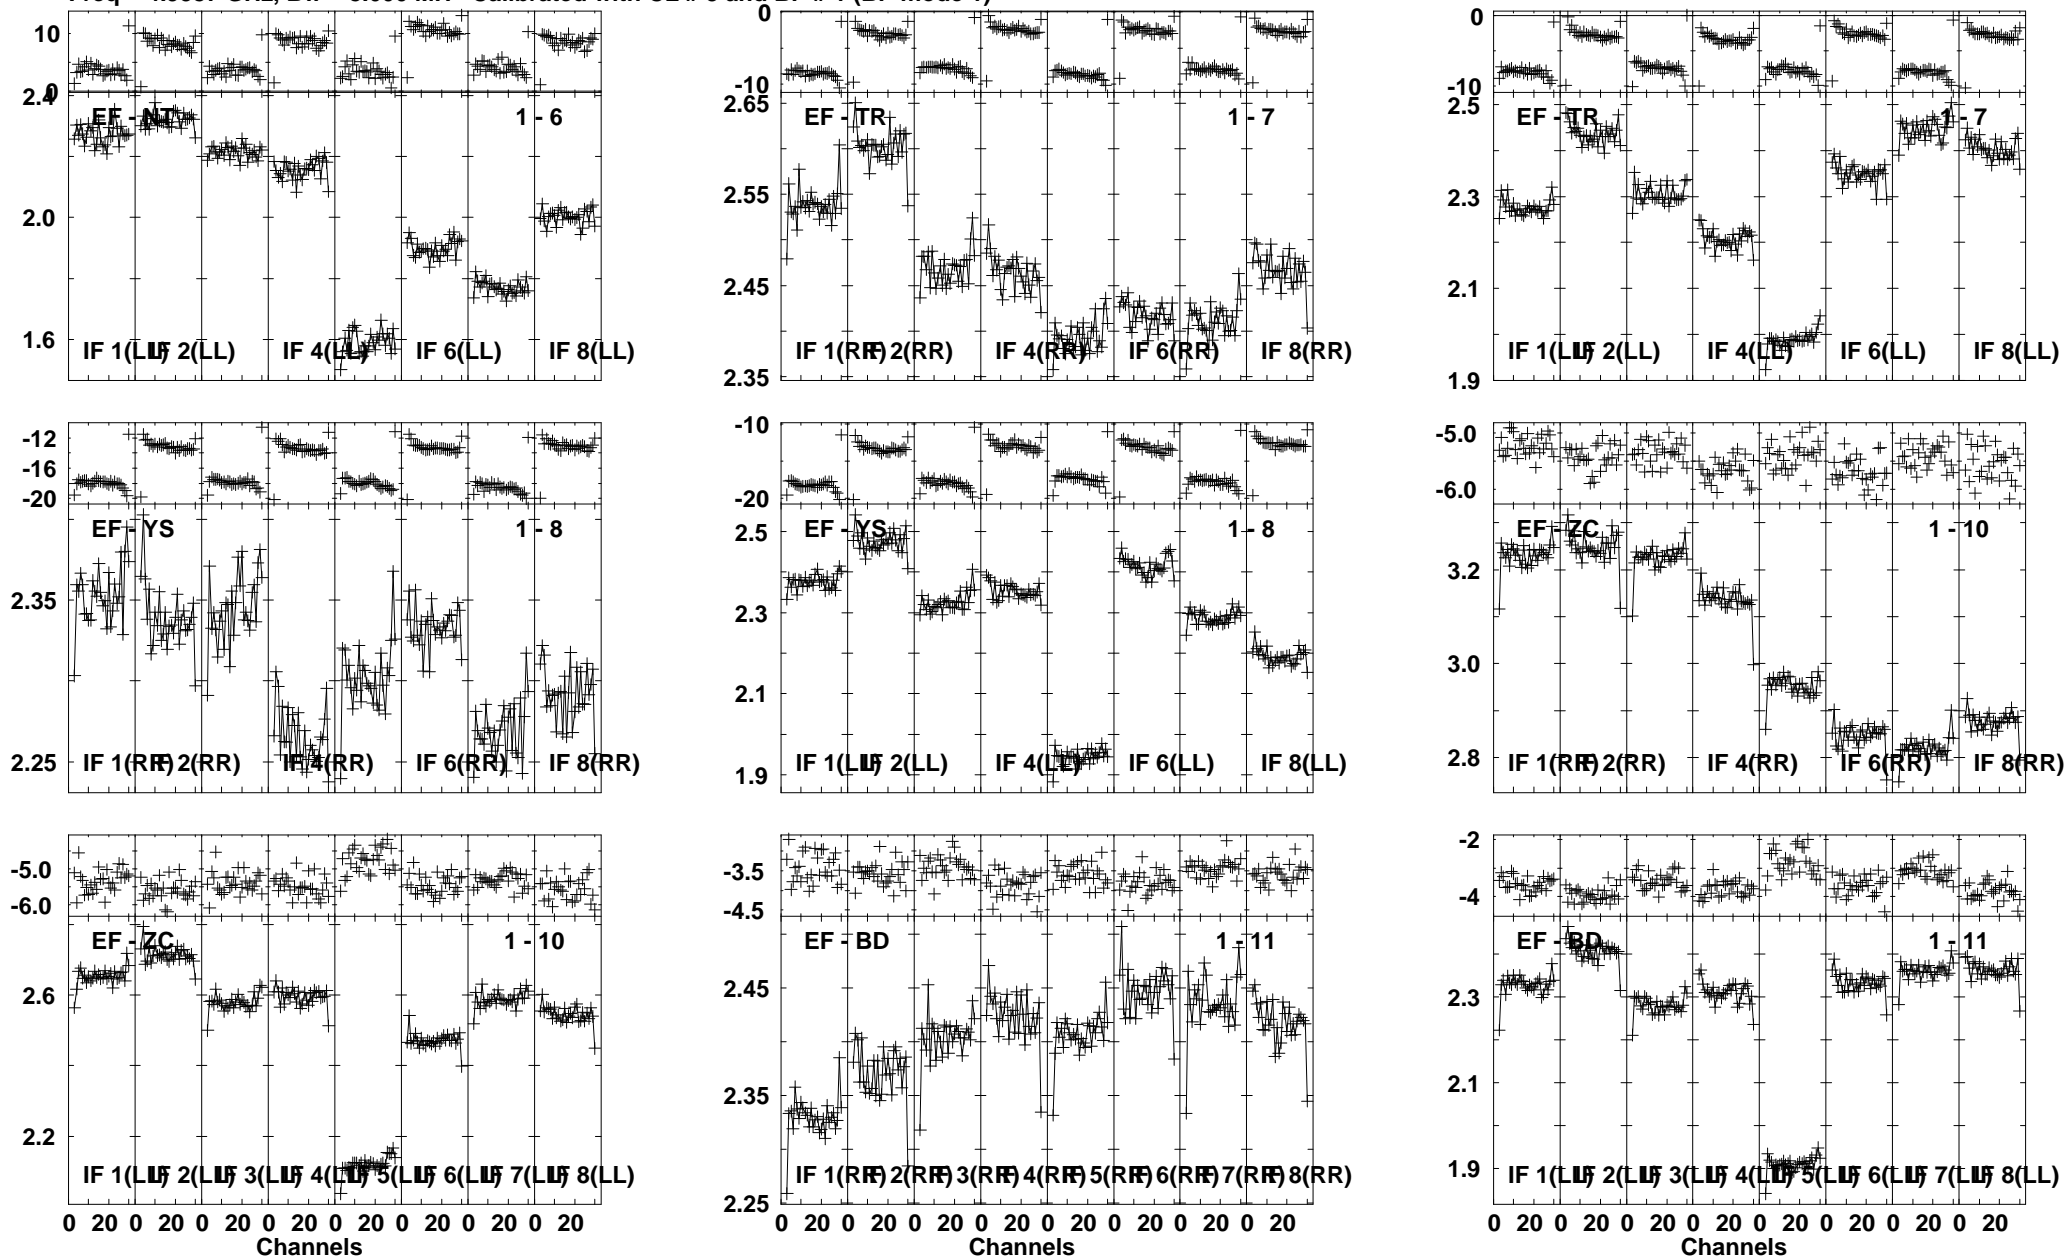 10
0
2.4
2.0
1.6
EF - NT 1 - 6
IF 1(LL) IF 2(LL) IF 4(LL) IF 6(LL) IF 8(LL)
0
-10
2.65
2.55
2.45
2.35
EF - TR 1 - 7
IF 1(RR) IF 2(RR) IF 4(RR) IF 6(RR) IF 8(RR)
0
-10
2.5
2.3
2.1
1.9
EF - TR 1 - 7
IF 1(LL) IF 2(LL) IF 4(LL) IF 6(LL) IF 8(LL)
-12
-16
-20
2.35
2.25
EF - YS 1 - 8
IF 1(RR) IF 2(RR) IF 4(RR) IF 6(RR) IF 8(RR)
-10
-20
2.5
2.3
2.1
1.9
EF - YS 1 - 8
IF 1(LL) IF 2(LL) IF 4(LL) IF 6(LL) IF 8(LL)
-5.0
-6.0
3.2
3.0
2.8
EF - ZC 1 - 10
IF 1(RR) IF 2(RR) IF 4(RR) IF 6(RR) IF 8(RR)
-5.0
-6.0
2.6
2.2
EF - ZC 1 - 10
IF 1(LL) IF 2(LL) IF 3(LL) IF 4(LL) IF 5(LL) IF 6(LL) IF 7(LL) IF 8(LL)
0 20 0 20 0 20 0 20 0 20 0 20 0 20 0 20
Channels
-3.5
-4.5
2.45
2.35
2.25
EF - BD 1 - 11
IF 1(RR) IF 2(RR) IF 3(RR) IF 4(RR) IF 5(RR) IF 6(RR) IF 7(RR) IF 8(RR)
0 20 0 20 0 20 0 20 0 20 0 20 0 20 0 20
Channels
-2
-4
2.3
2.1
1.9
EF - BD 1 - 11
IF 1(LL) IF 2(LL) IF 3(LL) IF 4(LL) IF 5(LL) IF 6(LL) IF 7(LL) IF 8(LL)
0 20 0 20 0 20 0 20 0 20 0 20 0 20 0 20
Channels